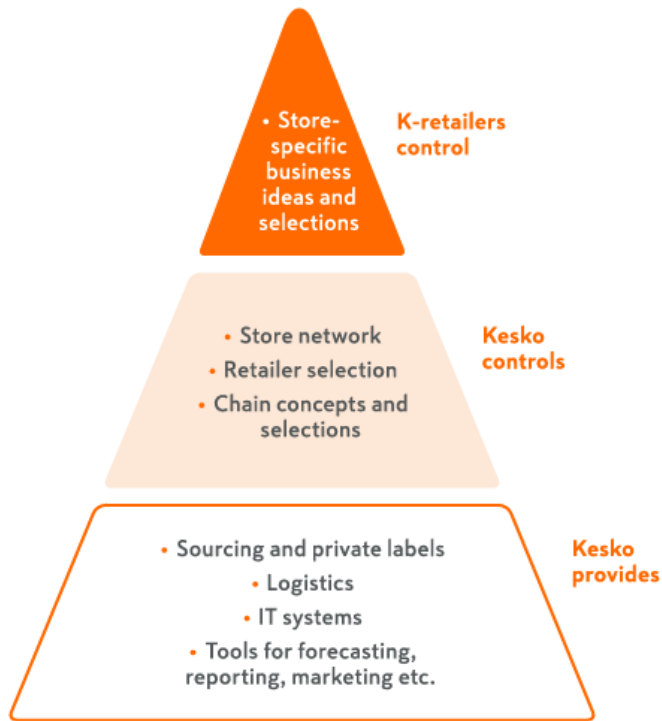 • Store-
specific
business
ideas and
selections
K-retailers
control
• Store network
• Retailer selection
• Chain concepts and
selections
Kesko
controls
• Sourcing and private labels
• Logistics
• IT systems
• Tools for forecasting,
reporting, marketing etc.
Kesko
provides